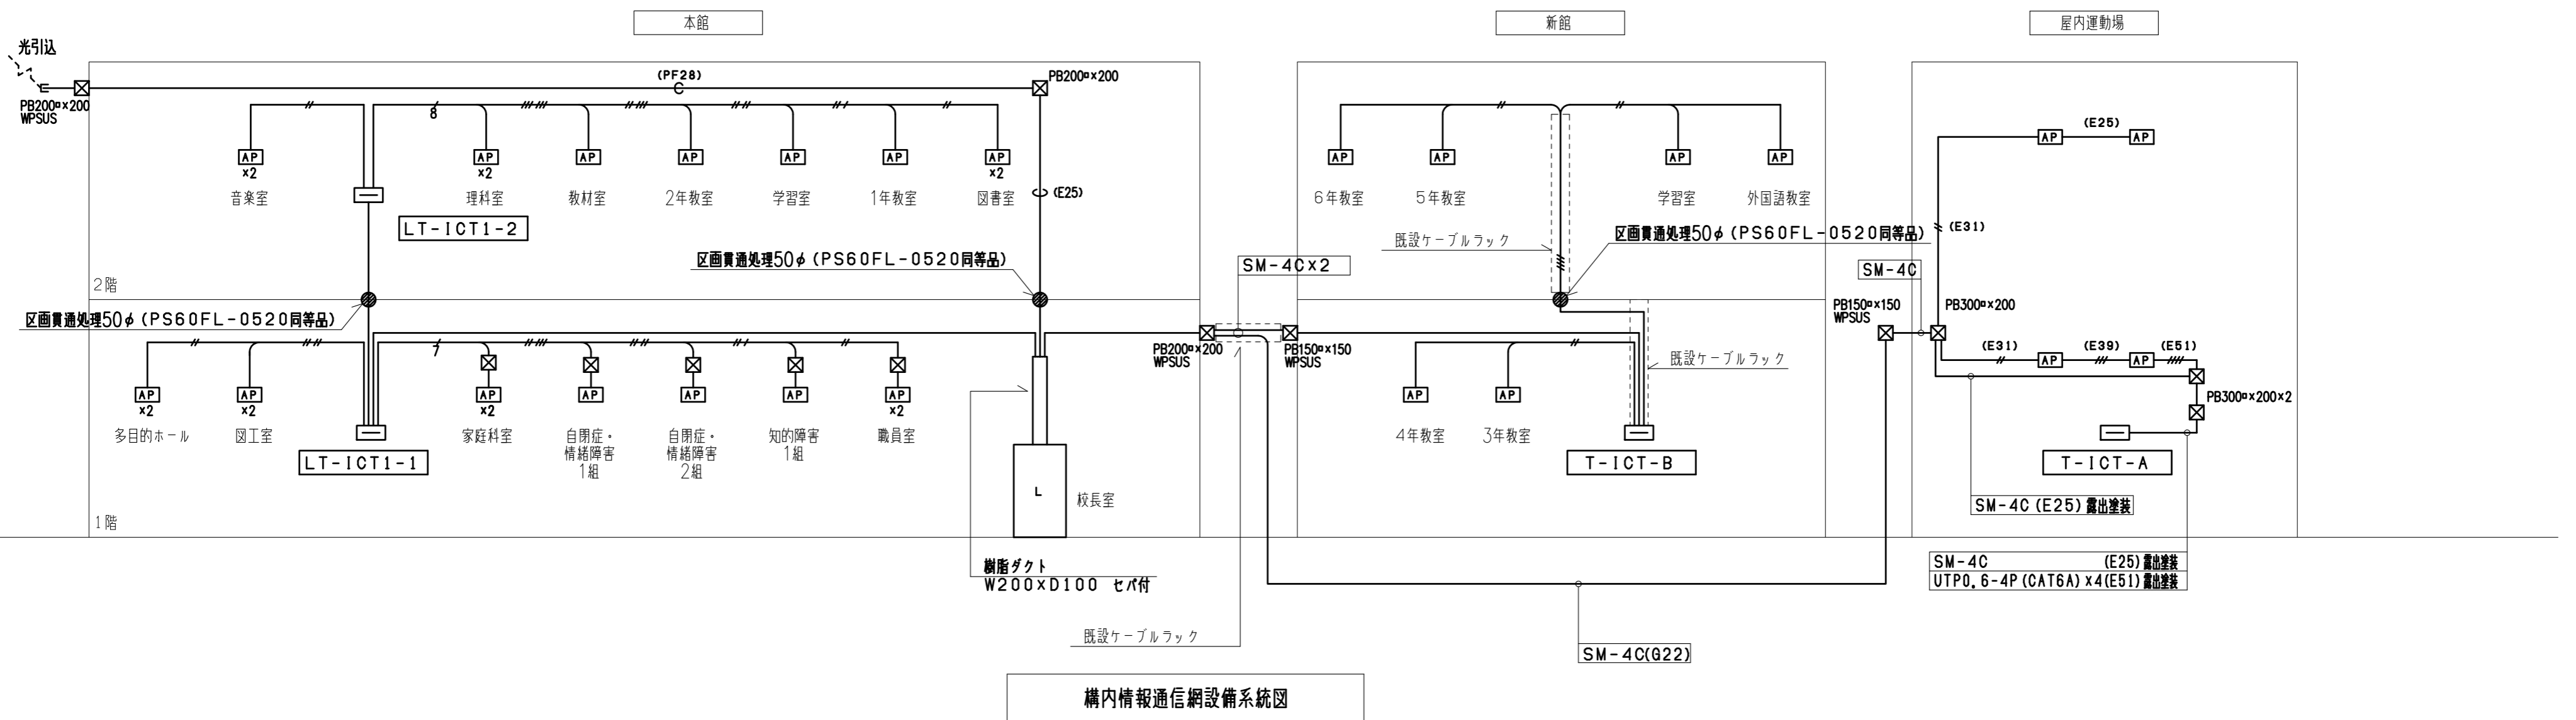 本館
新館
屋内運動場
光引込
PB200□×200
WPSUS
(PF28)
C
PB200□×200
8
AP
×2
音楽室
AP
×2
理科室
AP
教材室
AP
2年教室
AP
学習室
AP
1年教室
AP
×2
図書室
(E25)
LT-ICT1-2
区画貫通処理50φ(PS60FL-0520同等品)
2階
区画貫通処理50φ(PS60FL-0520同等品)
7
AP
×2
多目的ホール
AP
×2
図工室
LT-ICT1-1
AP
×2
家庭科室
AP
自閉症・
情緒障害
1組
AP
自閉症・
情緒障害
2組
AP
知的障害
1組
AP
×2
職員室
L
校長室
1階
樹脂ダクト
W200×D100 セパ付
SM-4C×2
PB200□×200
WPSUS
PB150□×150
WPSUS
既設ケーブルラック
AP
6年教室
AP
5年教室
AP
学習室
AP
外国語教室
既設ケーブルラック
区画貫通処理50φ(PS60FL-0520同等品)
既設ケーブルラック
AP
4年教室
AP
3年教室
T-ICT-B
SM-4C(G22)
SM-4C
PB150□×150
WPSUS
PB300□×200
AP
(E25)
AP
(E31)
(E31)
AP
(E39)
AP
(E51)
PB300□×200×2
T-ICT-A
SM-4C(E25)露出塗装
SM-4C (E25)露出塗装
UTP0.6-4P(CAT6A)x4(E51)露出塗装
構内情報通信網設備系統図